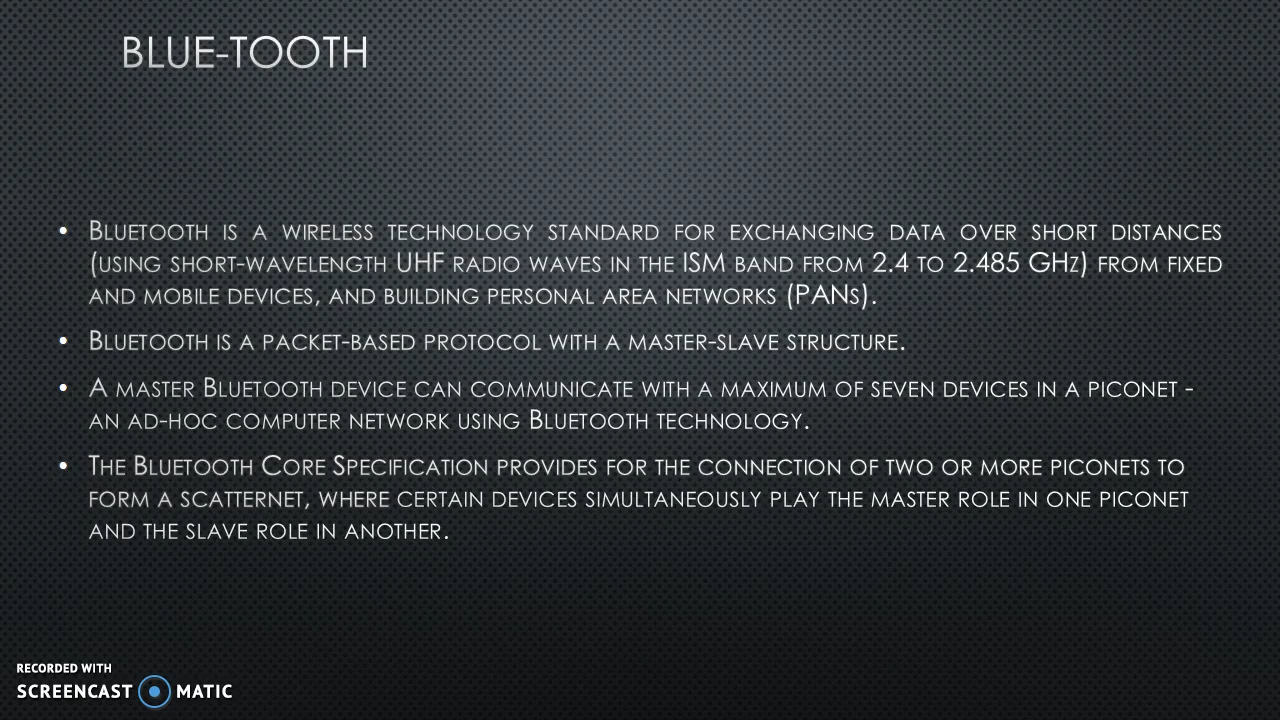 BLUE-TOOTH
• Bluetooth is a wireless technology standard for exchanging data over short distances
(using short-wavelength UHF radio waves in the ISM band from 2.4 to 2.485 GHz) from fixed
and mobile devices, and building personal area networks (PANs).
• Bluetooth is a packet-based protocol with a master-slave structure.
• A master Bluetooth device can communicate with a maximum of seven devices in a piconet -
an ad-hoc computer network using Bluetooth technology.
• The Bluetooth Core Specification provides for the connection of two or more piconets to
form a scatternet, where certain devices simultaneously play the master role in one piconet
and the slave role in another.
RECORDED WITH
SCREENCAST MATIC